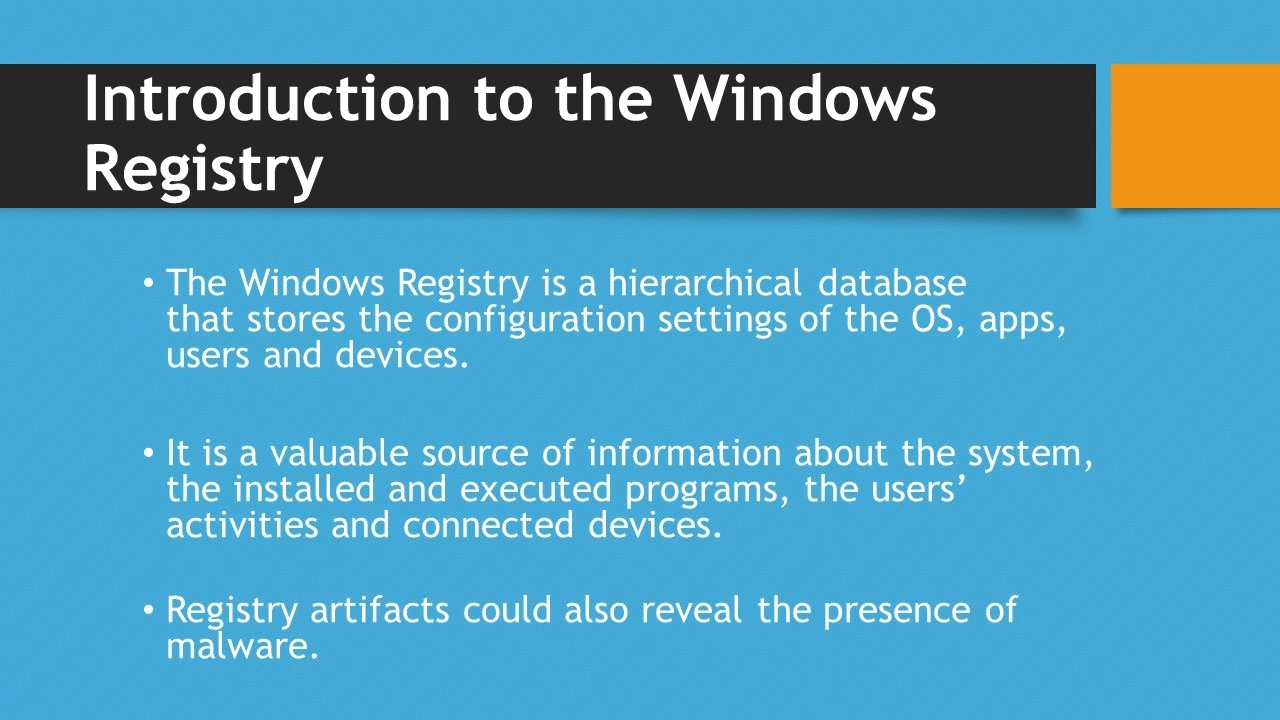 Introduction to the Windows
Registry
• The Windows Registry is a hierarchical database
that stores the configuration settings of the OS, apps,
users and devices.
• It is a valuable source of information about the system,
the installed and executed programs, the users’
activities and connected devices.
• Registry artifacts could also reveal the presence of
malware.